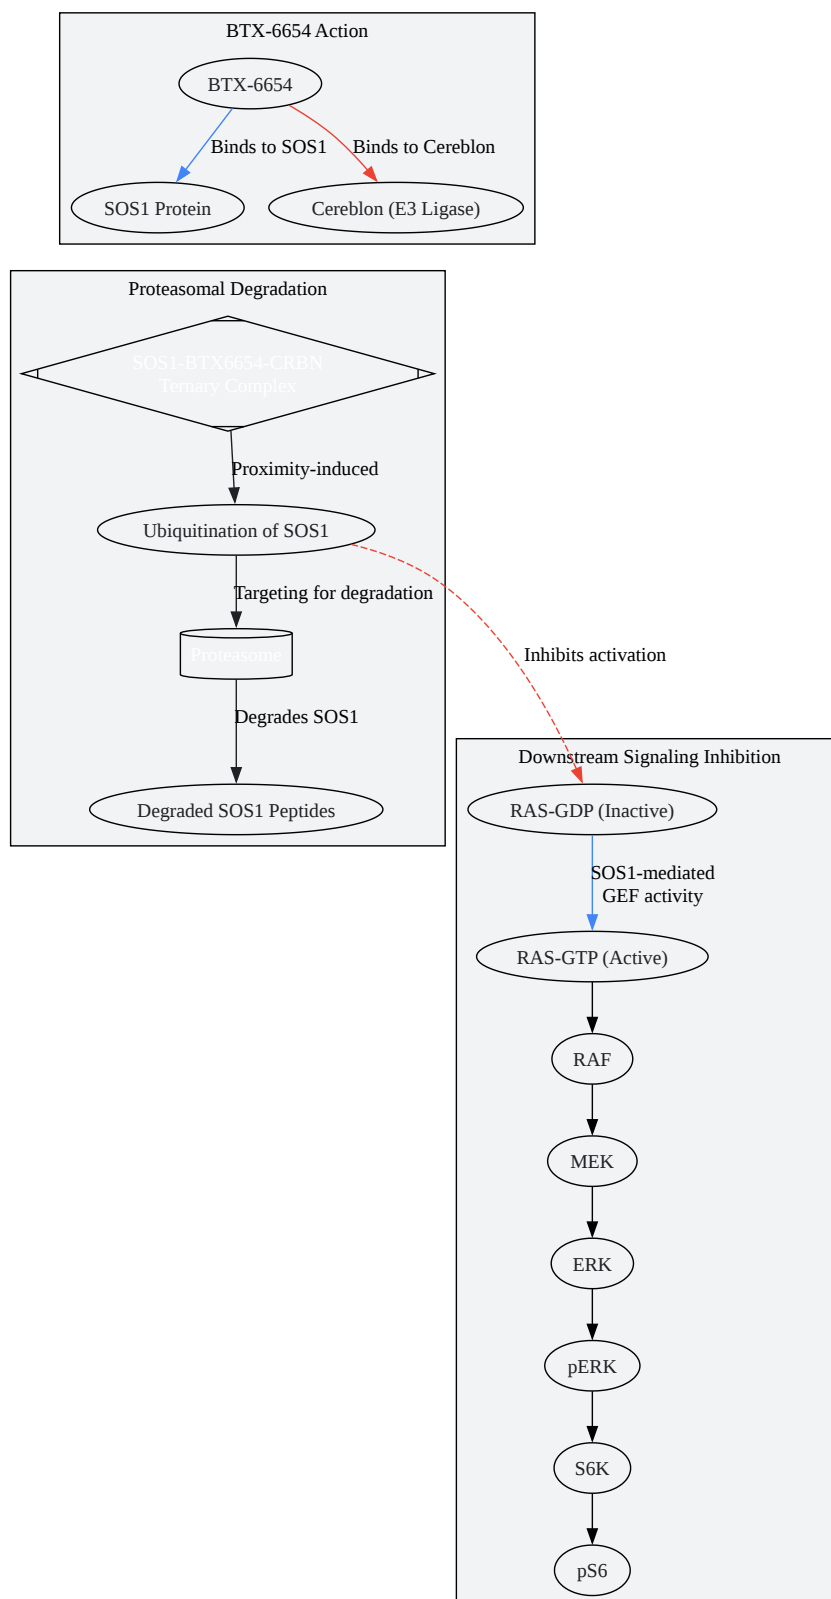 BTX-6654 Action
BTX-6654
Binds to SOS1
Binds to Cereblon
SOS1 Protein
Cereblon (E3 Ligase)
Proteasomal Degradation
SOS1-BTX6654-CRBN
Ternary Complex
Proximity-induced
Ubiquitination of SOS1
Targeting for degradation
Proteasome
Inhibits activation
Degrades SOS1
Degraded SOS1 Peptides
Downstream Signaling Inhibition
RAS-GDP (Inactive)
SOS1-mediated
GEF activity
RAS-GTP (Active)
RAF
MEK
ERK
pERK
S6K
pS6